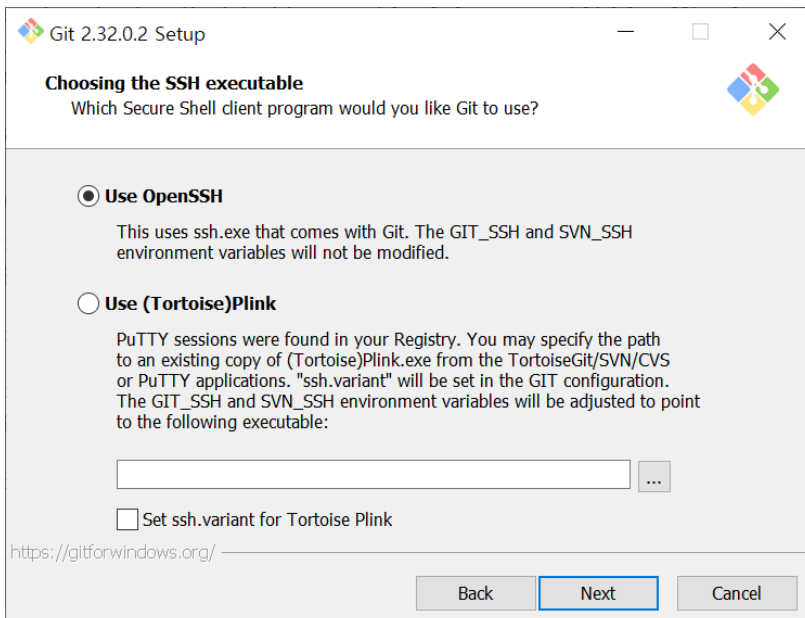 Git 2.32.0.2 Setup
Choosing the SSH executable
Which Secure Shell client program would you like Git to use?
Use OpenSSH
This uses ssh.exe that comes with Git. The GIT_SSH and SVN_SSH
environment variables will not be modified.
Use (Tortoise)Plink
PuTTY sessions were found in your Registry. You may specify the path
to an existing copy of (Tortoise)Plink.exe from the TortoiseGit/SVN/CVS
or PuTTY applications. "ssh.variant" will be set in the GIT configuration.
The GIT_SSH and SVN_SSH environment variables will be adjusted to point
to the following executable:
...
Set ssh.variant for Tortoise Plink
https://gitforwindows.org/
Back Next Cancel